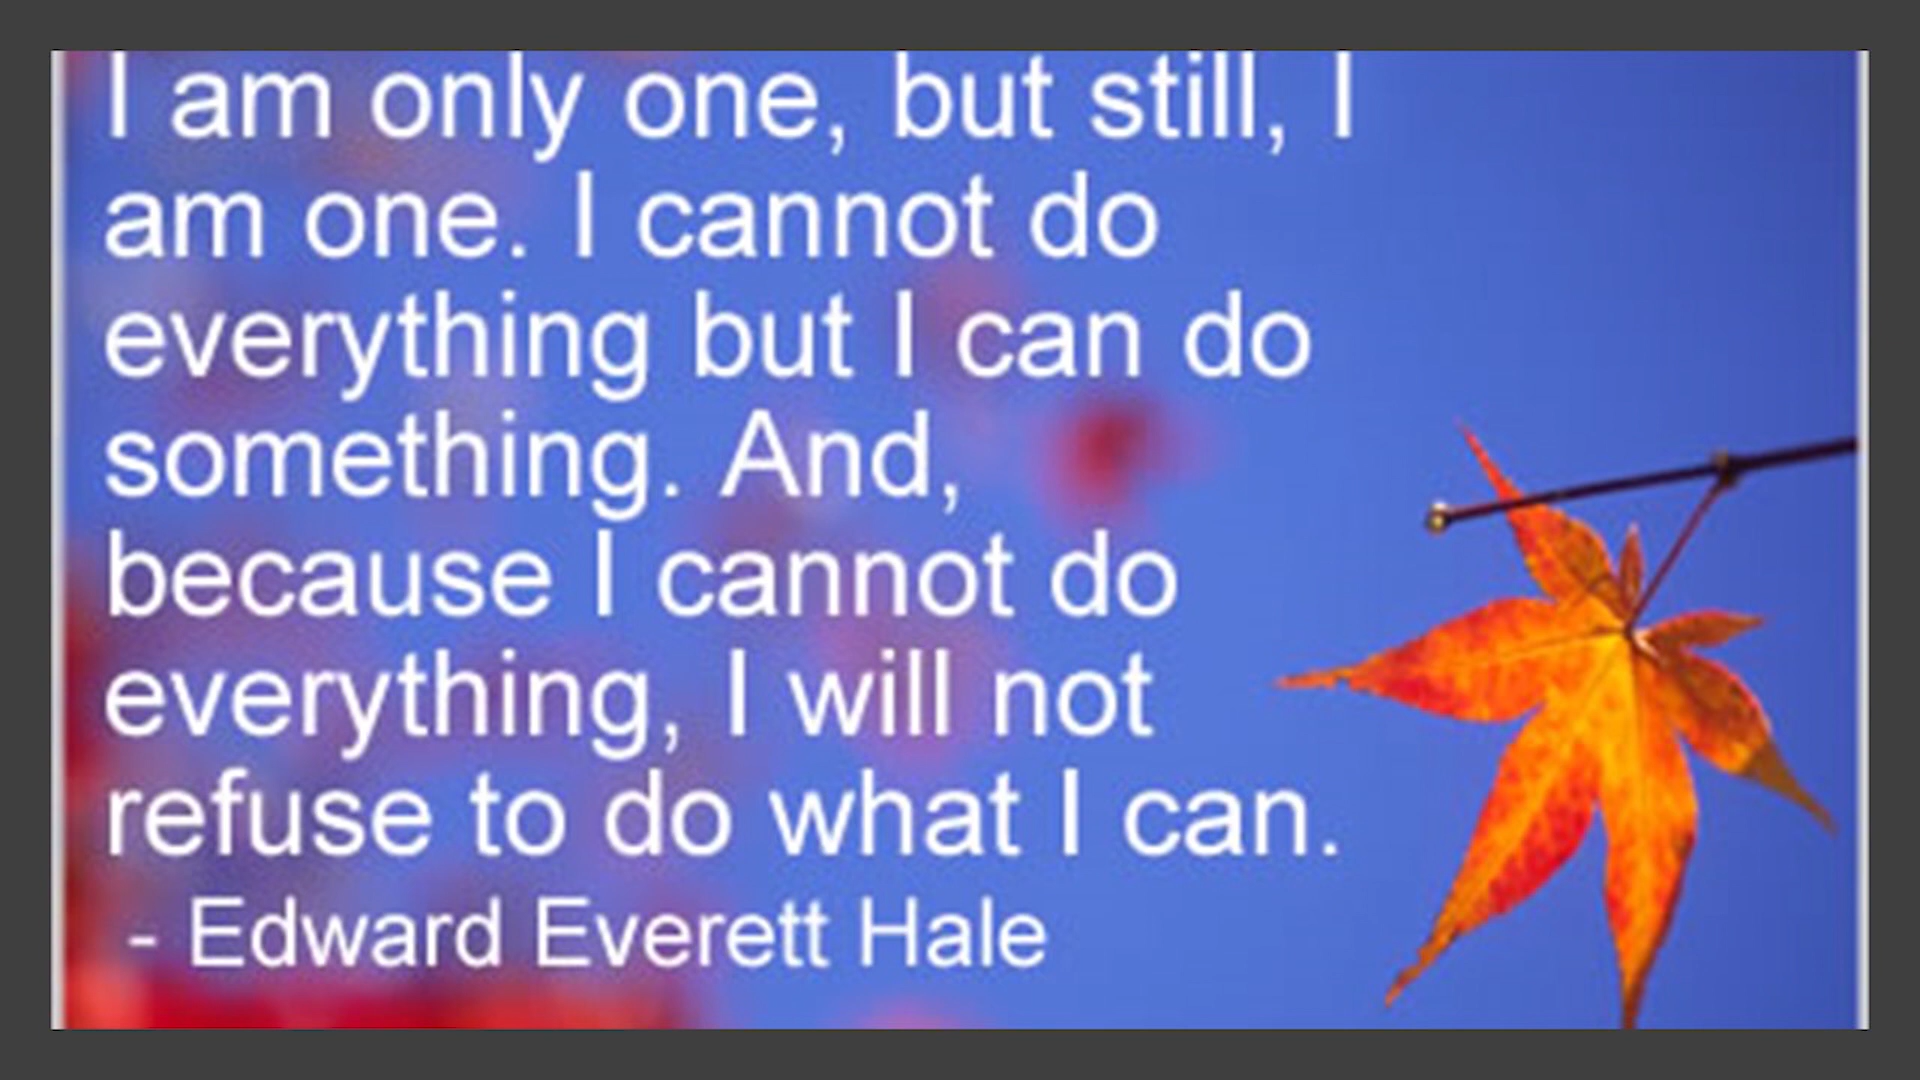 I am only one, but still, I
am one. I cannot do
everything but I can do
something. And,
because I cannot do
everything, I will not
refuse to do what I can.
- Edward Everett Hale